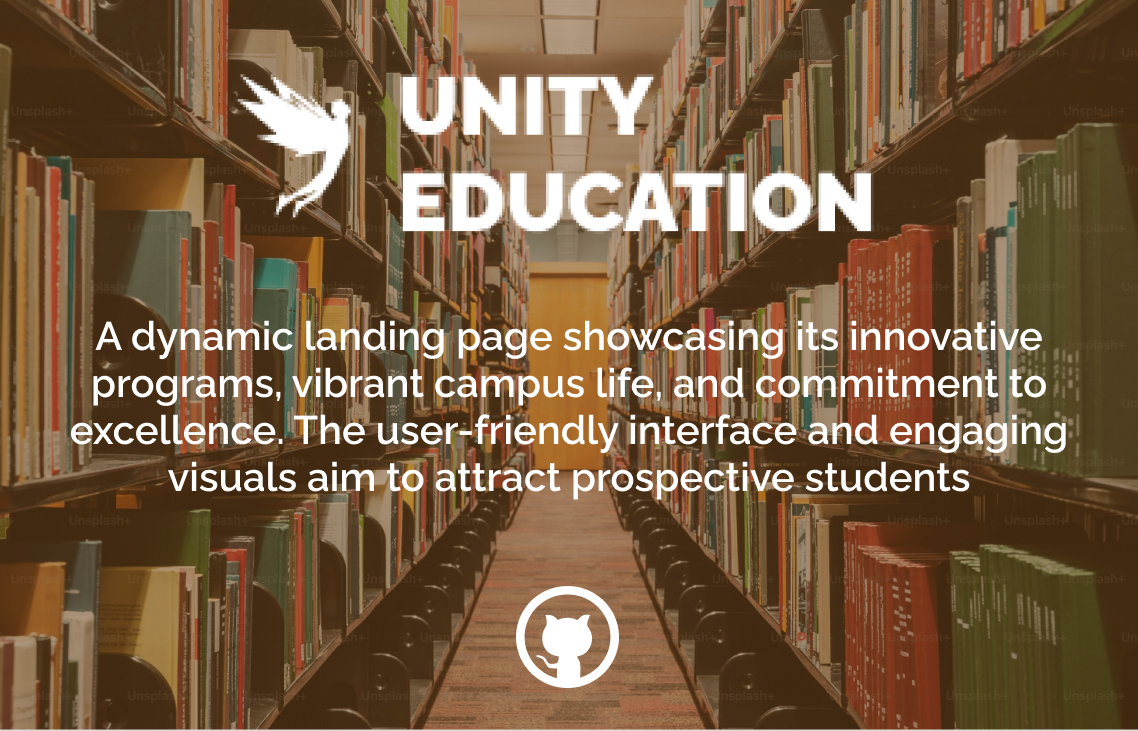 UNITY
EDUCATION
A dynamic landing page showcasing its innovative
programs, vibrant campus life, and commitment to
excellence. The user-friendly interface and engaging
visuals aim to attract prospective students
Unsplash+